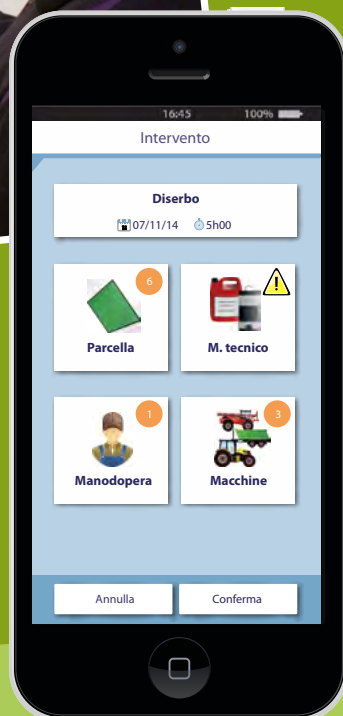 16:45 100%
Intervento
Diserbo
07/11/14 5h00
6
Parcella
M. tecnico
1
Manodopera
3
Macchine
Annulla Conferma